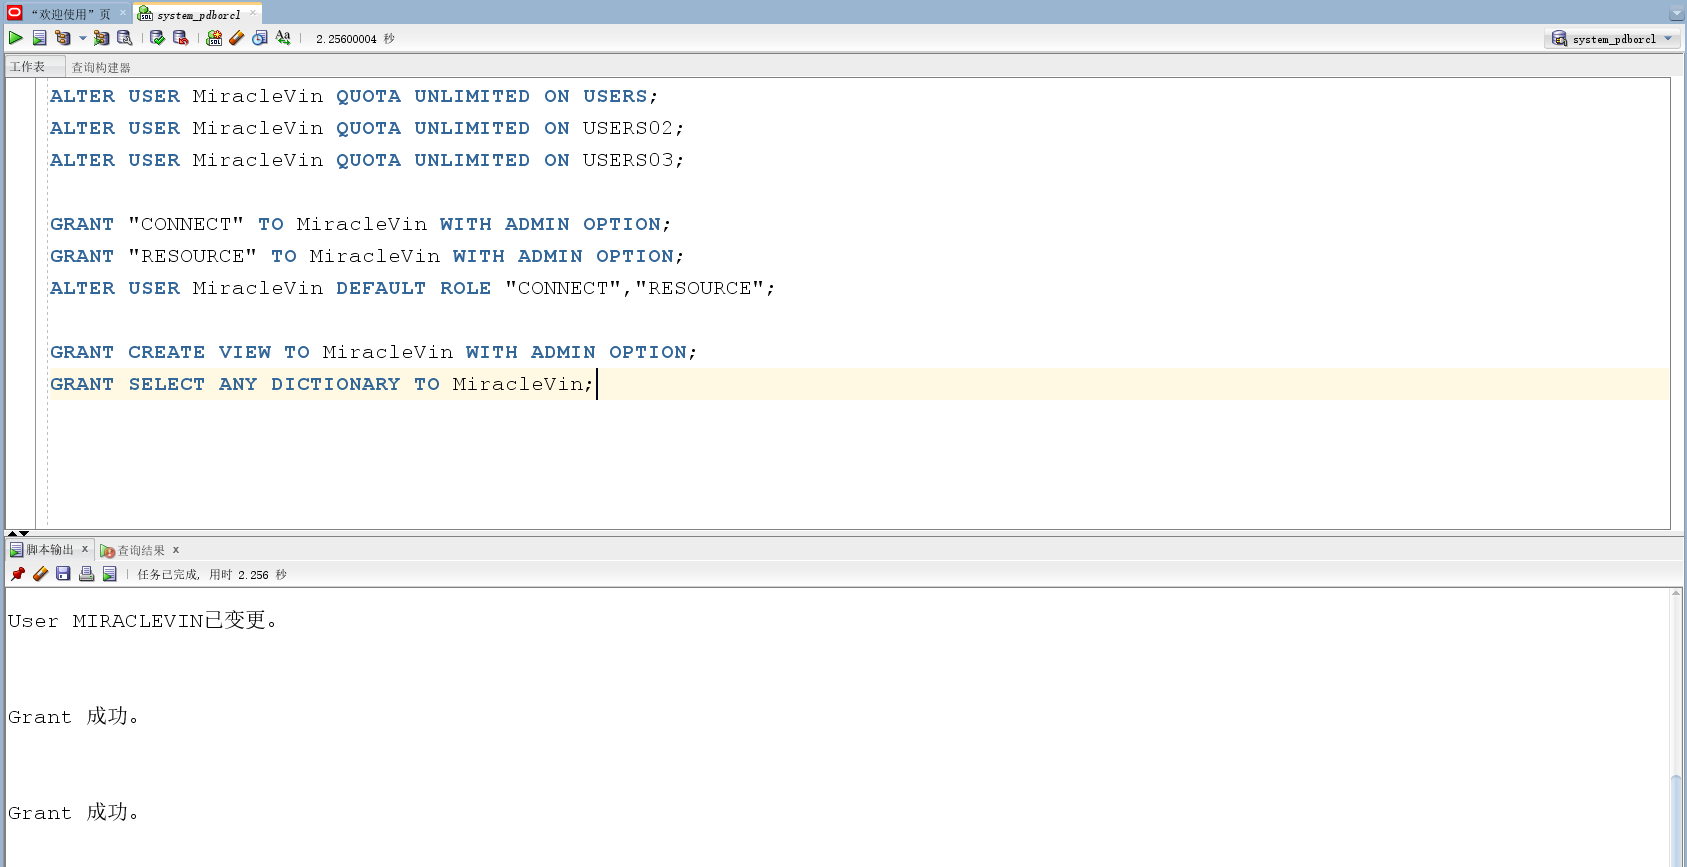 “欢迎使用”页
system_pdborcl
2.25600004 秒
system_pdborcl
工作表
查询构建器
ALTER USER MiracleVin QUOTA UNLIMITED ON USERS;
ALTER USER MiracleVin QUOTA UNLIMITED ON USERS02;
ALTER USER MiracleVin QUOTA UNLIMITED ON USERS03;
GRANT "CONNECT" TO MiracleVin WITH ADMIN OPTION;
GRANT "RESOURCE" TO MiracleVin WITH ADMIN OPTION;
ALTER USER MiracleVin DEFAULT ROLE "CONNECT","RESOURCE";
GRANT CREATE VIEW TO MiracleVin WITH ADMIN OPTION;
GRANT SELECT ANY DICTIONARY TO MiracleVin;
脚本输出 x
查询结果 x
任务已完成, 用时 2.256 秒
User MIRACLEVIN已变更。
Grant 成功。
Grant 成功。